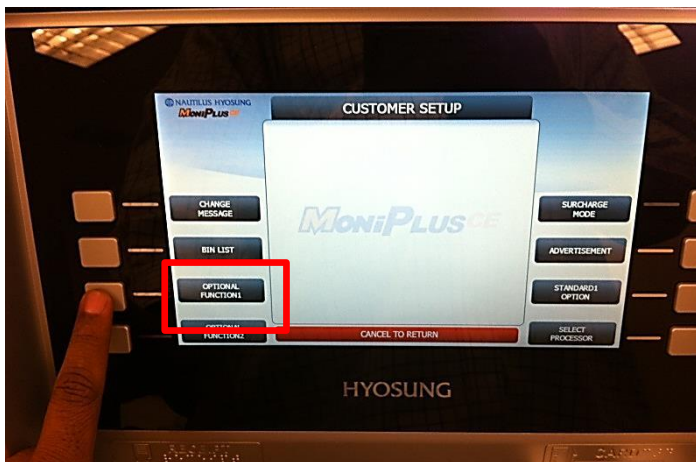 NAUTILUS HYOSUNG
MoniPlus CE
CUSTOMER SETUP
CHANGE
MESSAGE
SURCHARGE
MODE
MoniPlus CE
BIN LIST
ADVERTISEMENT
OPTIONAL
FUNCTION1
STANDARD1
OPTION
OPTIONAL
FUNCTION2
CANCEL TO RETURN
SELECT
PROCESSOR
HYOSUNG